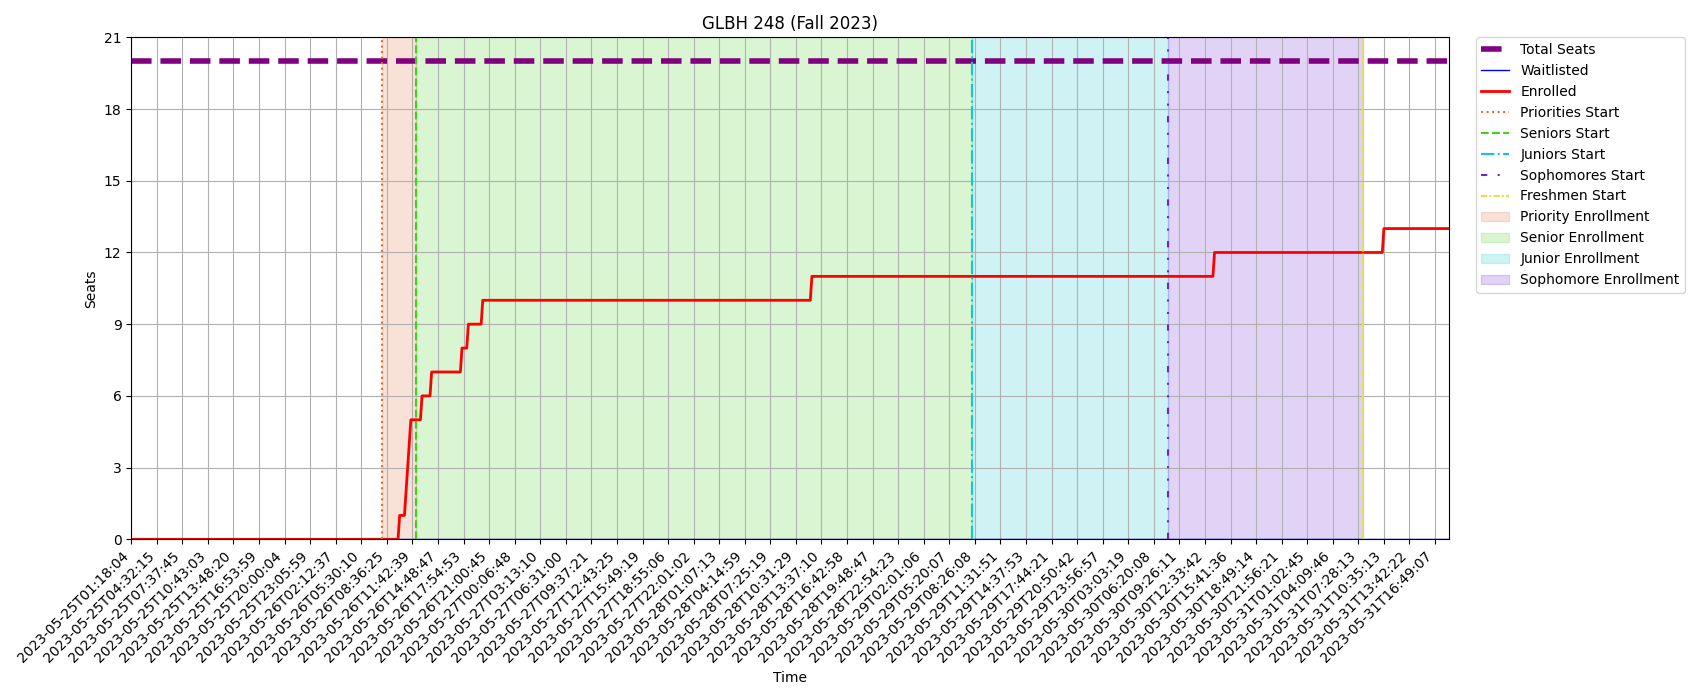 GLBH 248 (Fall 2023)
21
18
15
12
9
6
3
0
Seats
2023-05-25T01:18:04
2023-05-25T04:32:15
2023-05-25T07:37:45
2023-05-25T10:43:03
2023-05-25T13:48:20
2023-05-25T16:53:59
2023-05-25T20:00:04
2023-05-25T23:05:59
2023-05-26T02:12:37
2023-05-26T05:30:10
2023-05-26T08:36:25
2023-05-26T11:42:39
2023-05-26T14:48:47
2023-05-26T17:54:53
2023-05-26T21:00:45
2023-05-27T00:06:48
2023-05-27T03:13:10
2023-05-27T06:31:00
2023-05-27T09:37:21
2023-05-27T12:43:25
2023-05-27T15:49:19
2023-05-27T18:55:06
2023-05-27T22:01:02
2023-05-28T01:07:13
2023-05-28T04:14:59
2023-05-28T07:25:19
2023-05-28T10:31:29
2023-05-28T13:37:10
2023-05-28T16:42:58
2023-05-28T19:48:47
2023-05-28T22:54:23
2023-05-29T02:01:06
2023-05-29T05:20:07
2023-05-29T08:26:08
2023-05-29T11:31:51
2023-05-29T14:37:53
2023-05-29T17:44:21
2023-05-29T20:50:42
2023-05-29T23:56:57
2023-05-30T03:03:19
2023-05-30T06:20:08
2023-05-30T09:26:11
2023-05-30T12:33:42
2023-05-30T15:41:36
2023-05-30T18:49:14
2023-05-30T21:56:21
2023-05-31T01:02:45
2023-05-31T04:09:46
2023-05-31T07:28:13
2023-05-31T10:35:13
2023-05-31T13:42:22
2023-05-31T16:49:07
Time
Total Seats
Waitlisted
Enrolled
Priorities Start
Seniors Start
Juniors Start
Sophomores Start
Freshmen Start
Priority Enrollment
Senior Enrollment
Junior Enrollment
Sophomore Enrollment